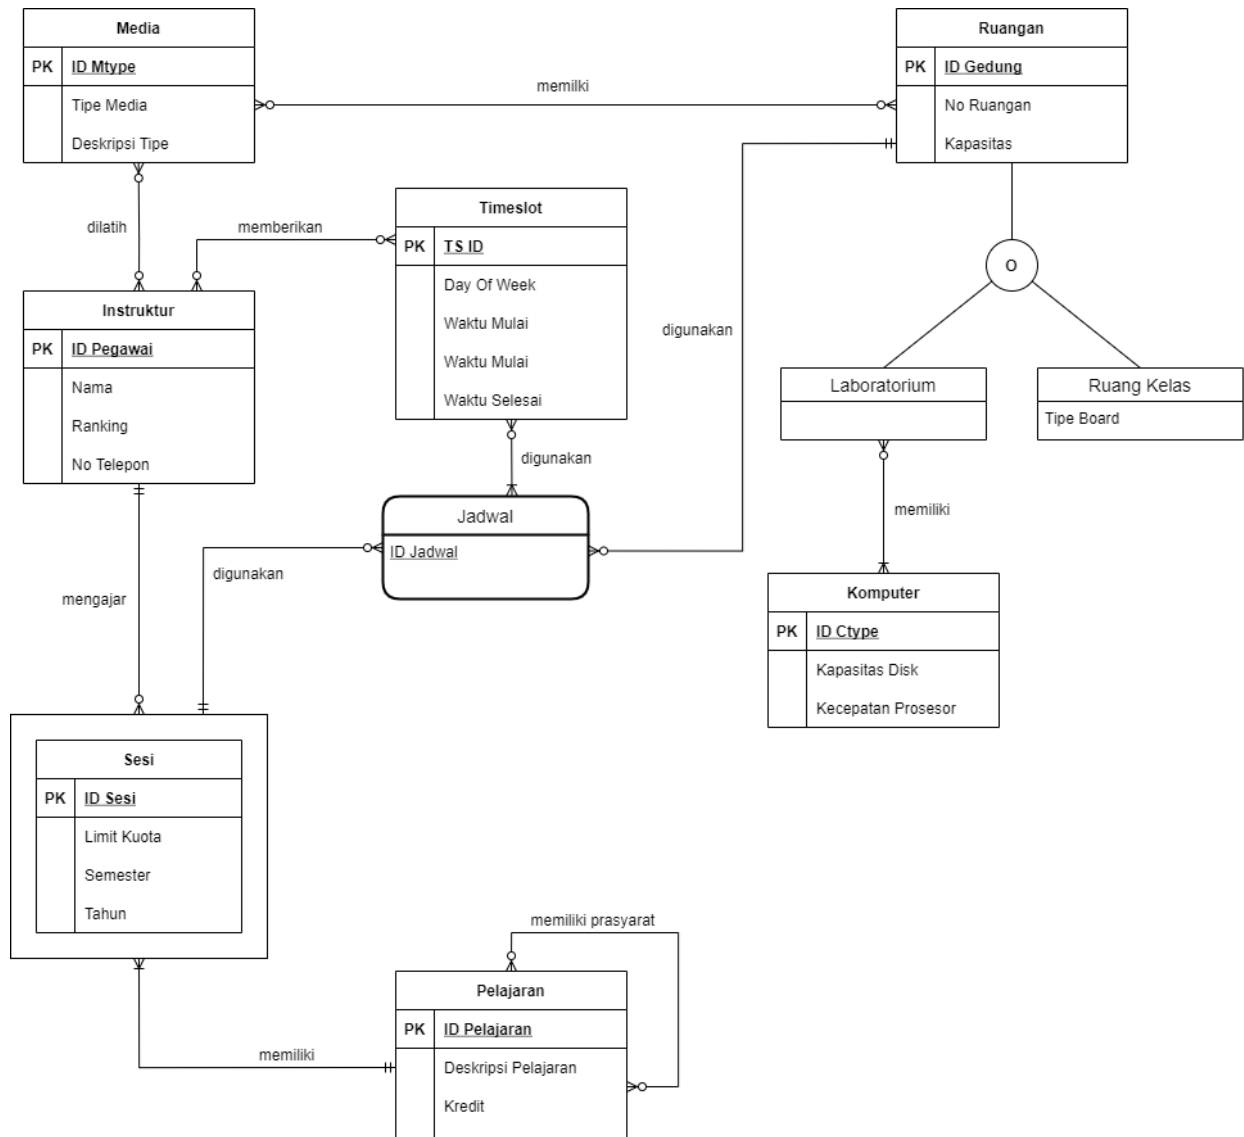 Media
PK ID Mtype
Tipe Media
Deskripsi Tipe
memilki
Ruangan
PK ID Gedung
No Ruangan
Kapasitas
dilatih
memberikan
Timeslot
PK TS ID
Day Of Week
Waktu Mulai
Waktu Mulai
Waktu Selesai
digunakan
O
Laboratorium
Ruang Kelas
Tipe Board
Instruktur
PK ID Pegawai
Nama
Ranking
No Telepon
digunakan
Jadwal
ID Jadwal
memiliki
digunakan
mengajar
Komputer
PK ID Ctype
Kapasitas Disk
Kecepatan Prosesor
Sesi
PK ID Sesi
Limit Kuota
Semester
Tahun
memiliki prasyarat
Pelajaran
PK ID Pelajaran
Deskripsi Pelajaran
Kredit
memiliki